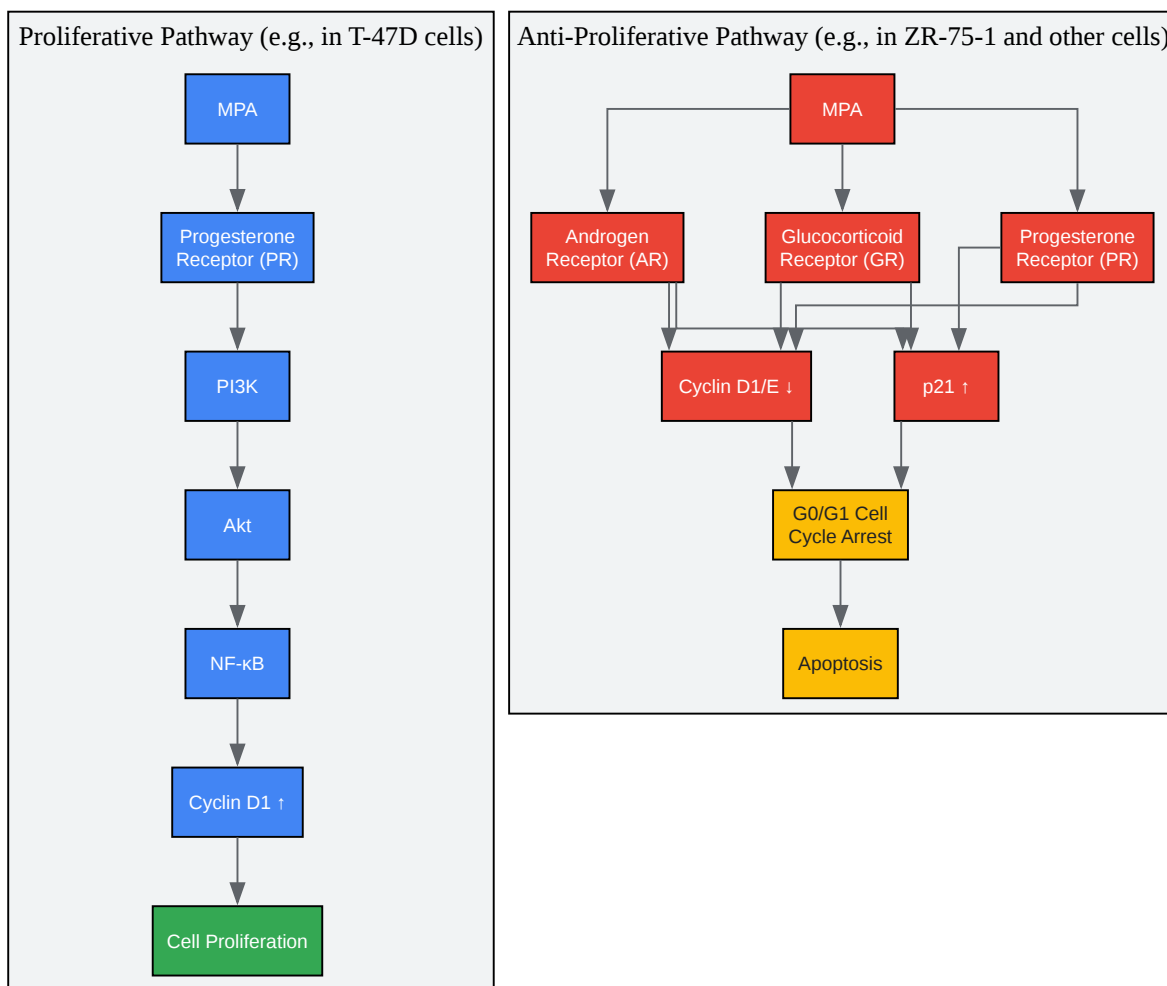 Proliferative Pathway (e.g., in T-47D cells)
MPA
Progesterone
Receptor (PR)
PI3K
Akt
NF-κB
Cyclin D1 ↑
Cell Proliferation
Anti-Proliferative Pathway (e.g., in ZR-75-1 and other cells)
MPA
Androgen
Receptor (AR)
Glucocorticoid
Receptor (GR)
Progesterone
Receptor (PR)
Cyclin D1/E ↓
p21 ↑
G0/G1 Cell
Cycle Arrest
Apoptosis